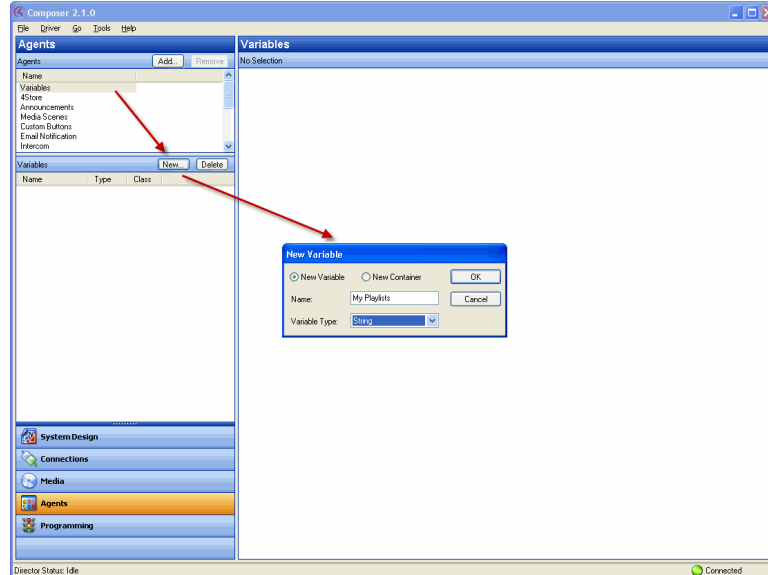 Composer 2.1.0
File Driver Go Tools Help
Agents
Agents Add... Remove
Name
Variables
4Store
Announcements
Media Scenes
Custom Buttons
Email Notification
Intercom
Variables New... Delete
Name Type Class
System Design
Connections
Media
Agents
Programming
Variables
No Selection
New Variable
New Variable New Container OK
Name: My Playlists Cancel
Variable Type: String
Director Status: Idle Connected